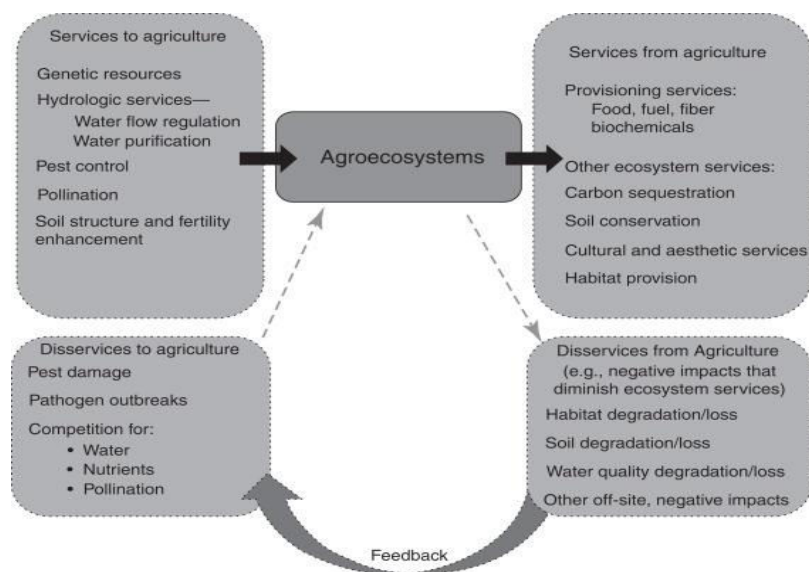 Services to agriculture
Genetic resources
Hydrologic services—
Water flow regulation
Water purification
Pest control
Pollination
Soil structure and fertility
enhancement
Agroecosystems
Services from agriculture
Provisioning services:
Food, fuel, fiber
biochemicals
Other ecosystem services:
Carbon sequestration
Soil conservation
Cultural and aesthetic services
Habitat provision
Disservices to agriculture
Pest damage
Pathogen outbreaks
Competition for:
• Water
• Nutrients
• Pollination
Disservices from Agriculture
(e.g., negative impacts that
diminish ecosystem services)
Habitat degradation/loss
Soil degradation/loss
Water quality degradation/loss
Other off-site, negative impacts
Feedback